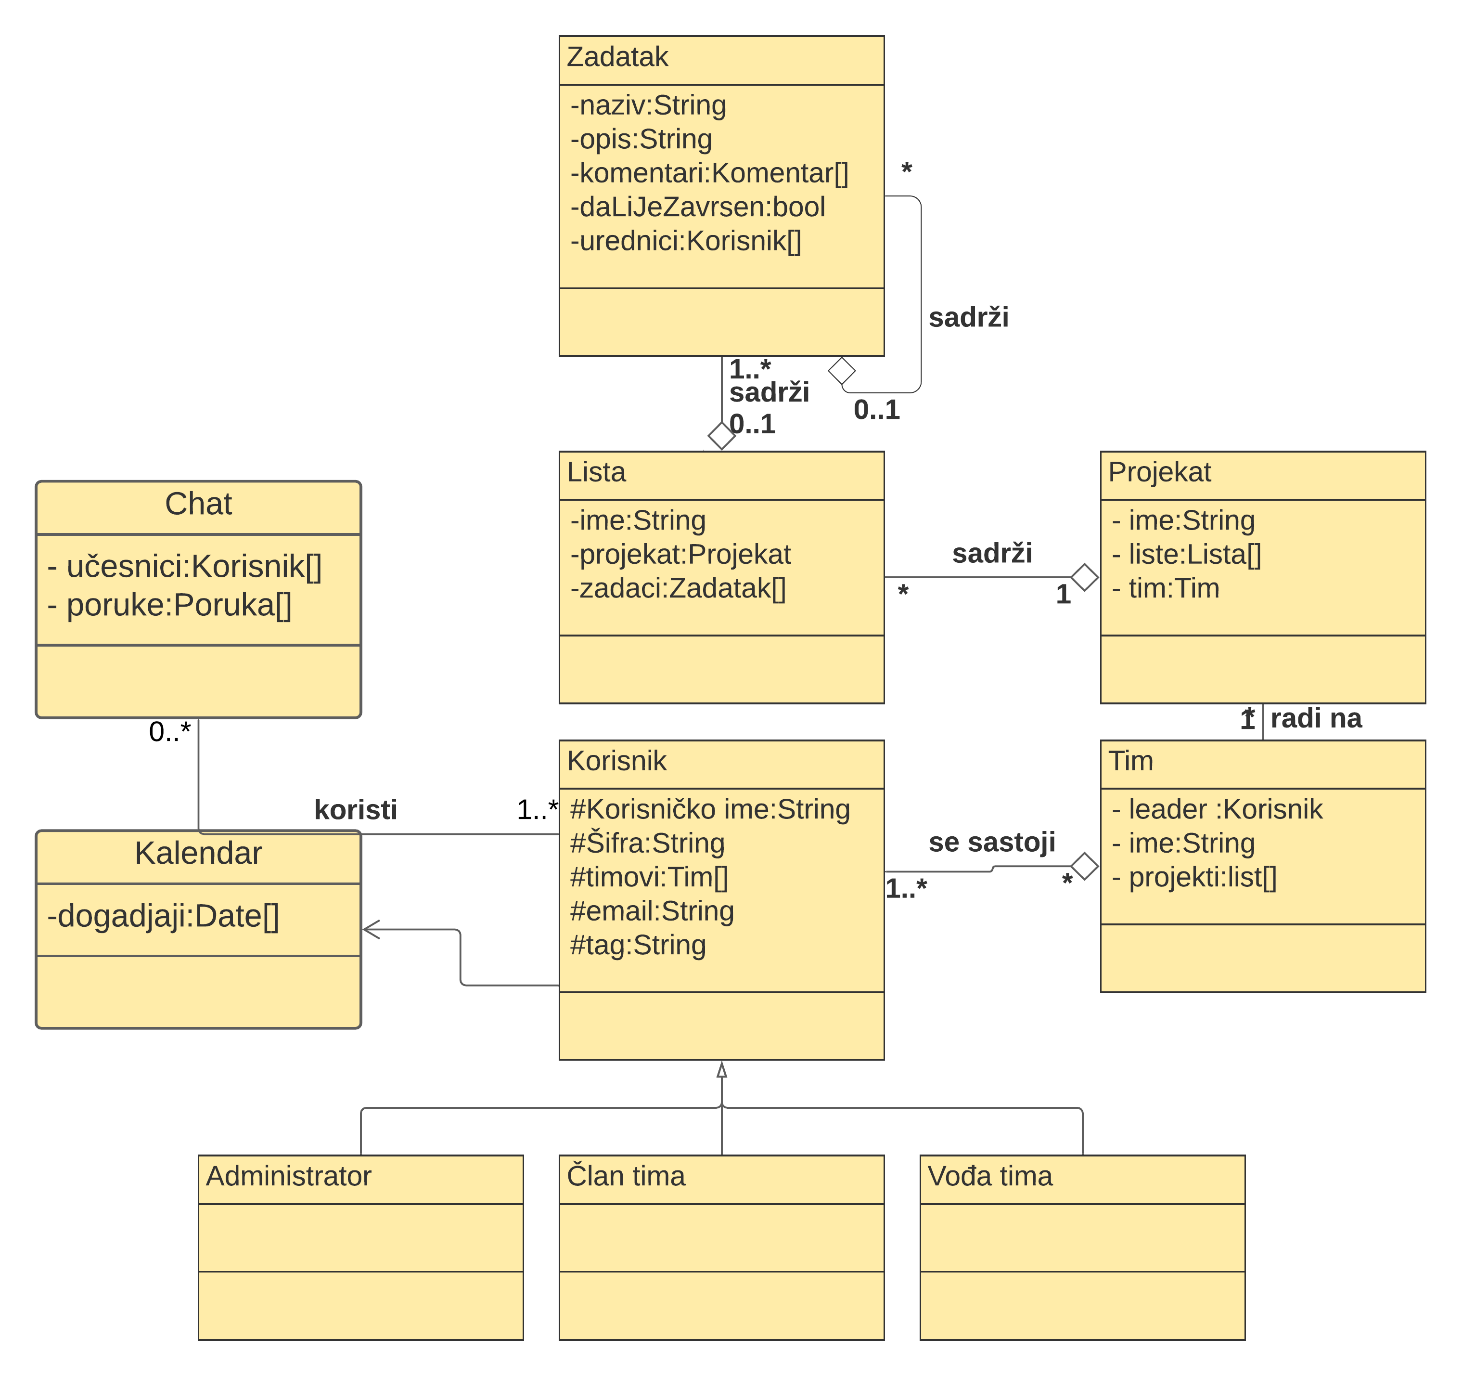 Zadatak
-naziv:String
-opis:String
-komentari:Komentar[]
-daLiJeZavrsen:bool
-urednici:Korisnik[]
*
sadrži
0..1
1..*
sadrži
0..1
Lista
-ime:String
-projekat:Projekat
-zadaci:Zadatak[]
sadrži
*
1
Projekat
- ime:String
- liste:Lista[]
- tim:Tim
Chat
- učesnici:Korisnik[]
- poruke:Poruka[]
0..*
koristi
1..*
*
1
radi na
Kalendar
-dogadjaji:Date[]
Korisnik
#Korisničko ime:String
#Šifra:String
#timovi:Tim[]
#email:String
#tag:String
se sastoji
1..*
*
Tim
- leader :Korisnik
- ime:String
- projekti:list[]
Administrator
Član tima
Vođa tima